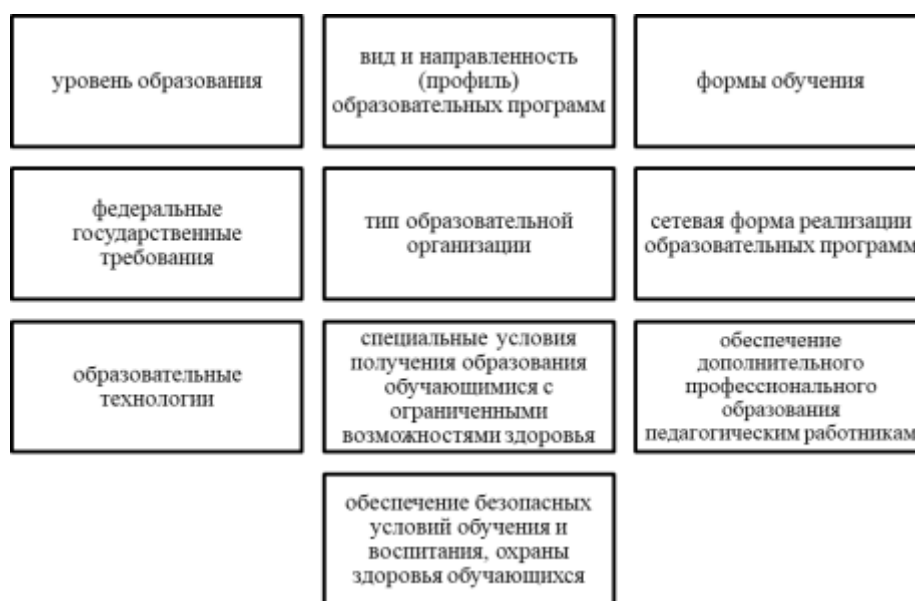 уровень образования
вид и направленность
(профиль)
образовательных программ
формы обучения
федеральные
государственные
требования
тип образовательной
организации
сетевая форма реализации
образовательных программ
образовательные
технологии
специальные условия
получения образования
обучающимися с
ограниченными
возможностями здоровья
обеспечение
дополнительного
профессионального
образования
педагогическим работникам
обеспечение безопасных
условий обучения и
воспитания, охраны
здоровья обучающихся